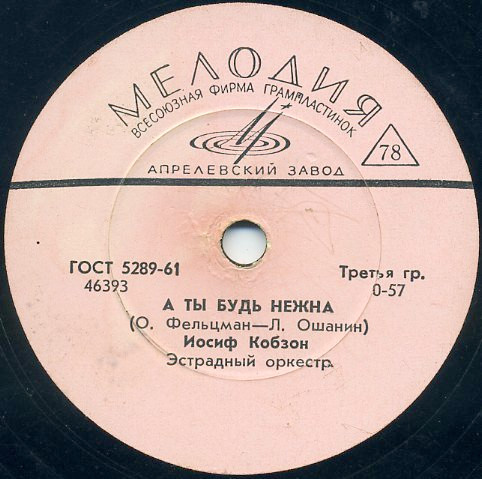 МЕЛОДИЯ
ВСЕСОЮЗНАЯ ФИРМА ГРАМПЛАСТИНОК
78
АПРЕЛЕВСКИЙ ЗАВОД
ГОСТ 5289-61
Третья гр.
46393
0-57
А ТЫ БУДЬ НЕЖНА
(О. Фельцман—Л. Ошанин)
Иосиф Кобзон
Эстрадный оркестр.